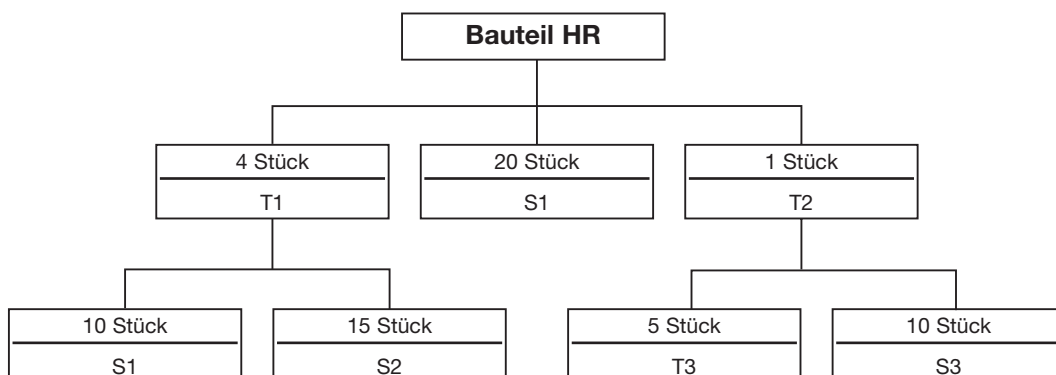 Bauteil HR
4 Stück
T1
20 Stück
S1
1 Stück
T2
10 Stück
S1
15 Stück
S2
5 Stück
T3
10 Stück
S3